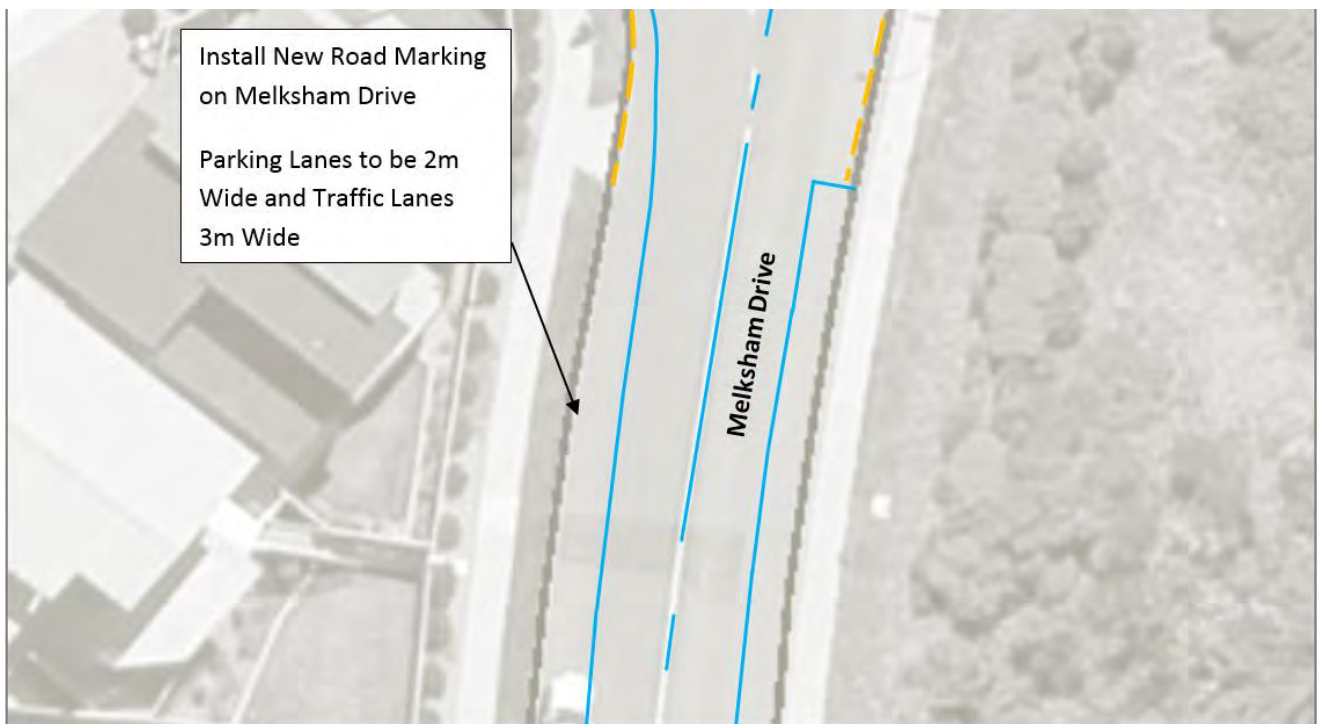 Install New Road Marking
on Melksham Drive
Parking Lanes to be 2m
Wide and Traffic Lanes
3m Wide
Melksham Drive